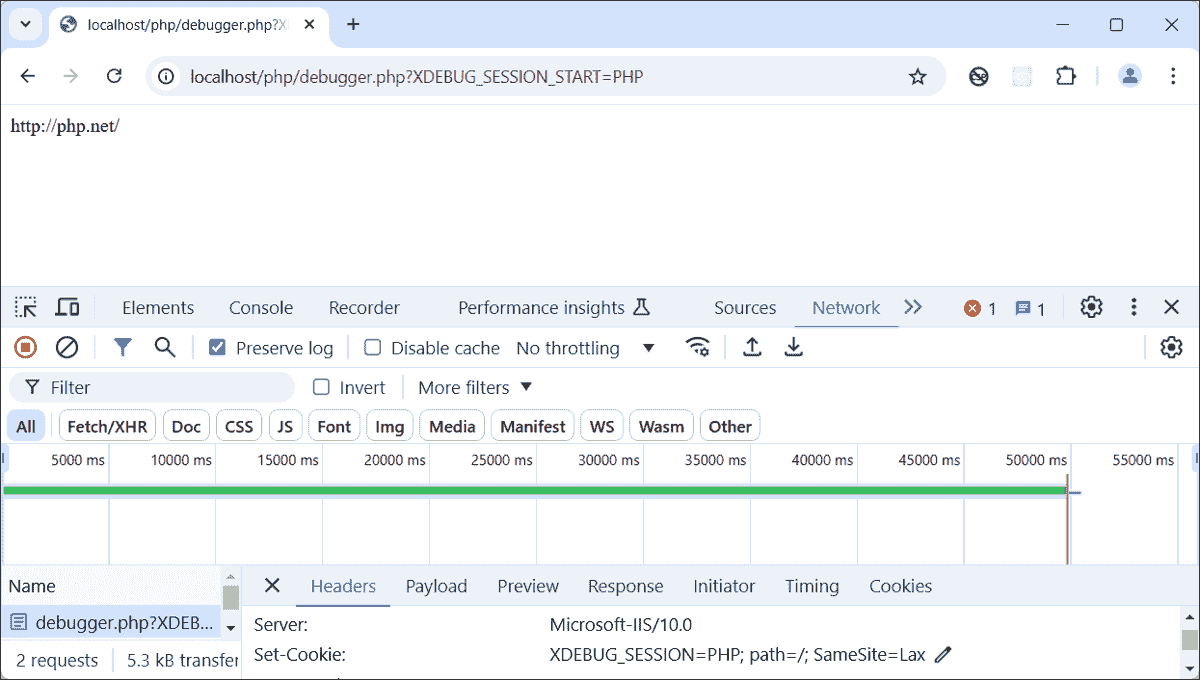 localhost/php/debugger.php?X
localhost/php/debugger.php?XDEBUG_SESSION_START=PHP
http://php.net/
Elements Console Recorder Performance insights Sources Network 1 1
Preserve log Disable cache No throttling
Filter Invert More filters
All Fetch/XHR Doc CSS JS Font Img Media Manifest WS Wasm Other
5000 ms 10000 ms 15000 ms 20000 ms 25000 ms 30000 ms 35000 ms 40000 ms 45000 ms 50000 ms 55000 ms
Name Headers Payload Preview Response Initiator Timing Cookies
debugger.php?XDEB... Server: Microsoft-IIS/10.0
2 requests 5.3 kB transfer Set-Cookie: XDEBUG_SESSION=PHP; path=/; SameSite=Lax